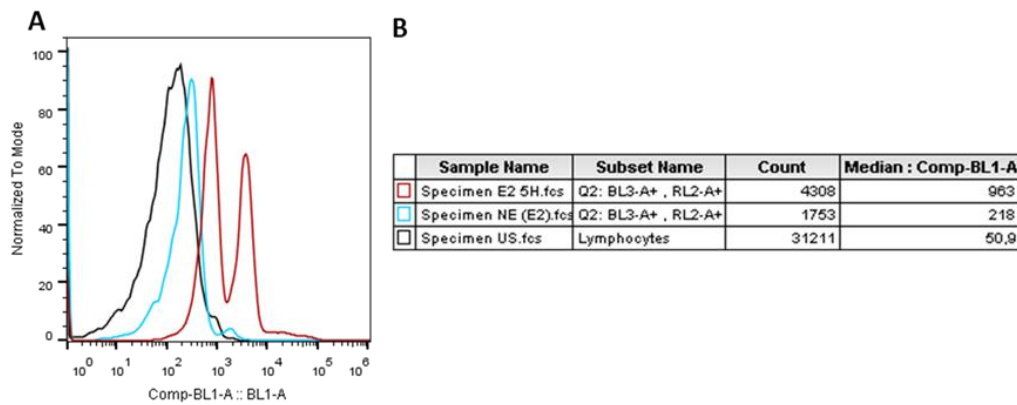 A
B
100
80
60
40
20
0
Normalized To Mode
10^0 10^1 10^2 10^3 10^4 10^5 10^6
Comp-BL1-A :: BL1-A
Sample Name Subset Name Count Median : Comp-BL1-A
Specimen E2 5H.fcs Q2: BL3-A+ , RL2-A+ 4308 963
Specimen NE (E2).fcs Q2: BL3-A+ , RL2-A+ 1753 218
Specimen US.fcs Lymphocytes 31211 50,9